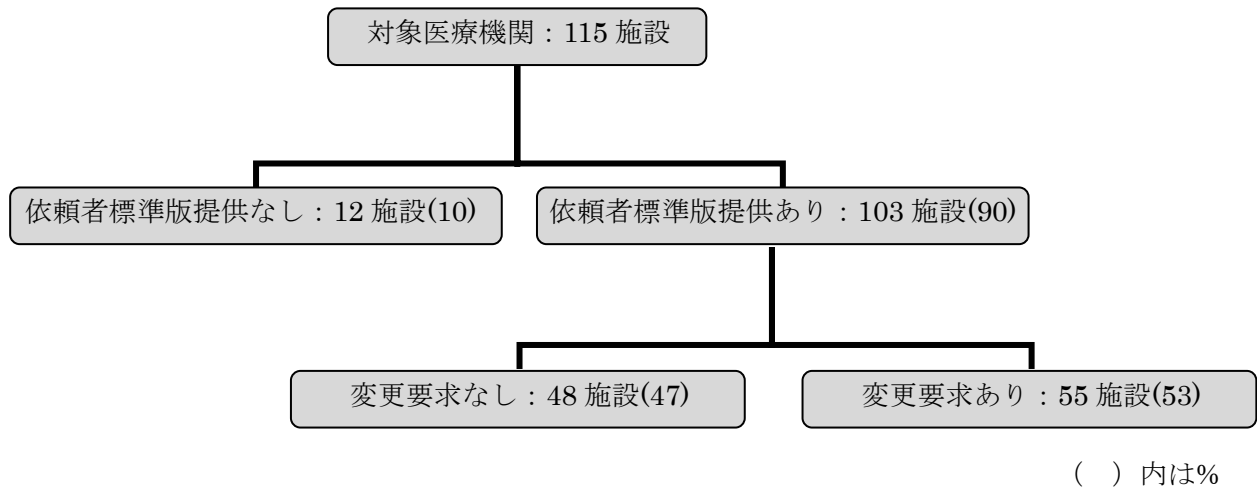 対象医療機関：115 施設
依頼者標準版提供なし：12 施設(10)
依頼者標準版提供あり：103 施設(90)
変更要求なし：48 施設(47)
変更要求あり：55 施設(53)
（　）内は%